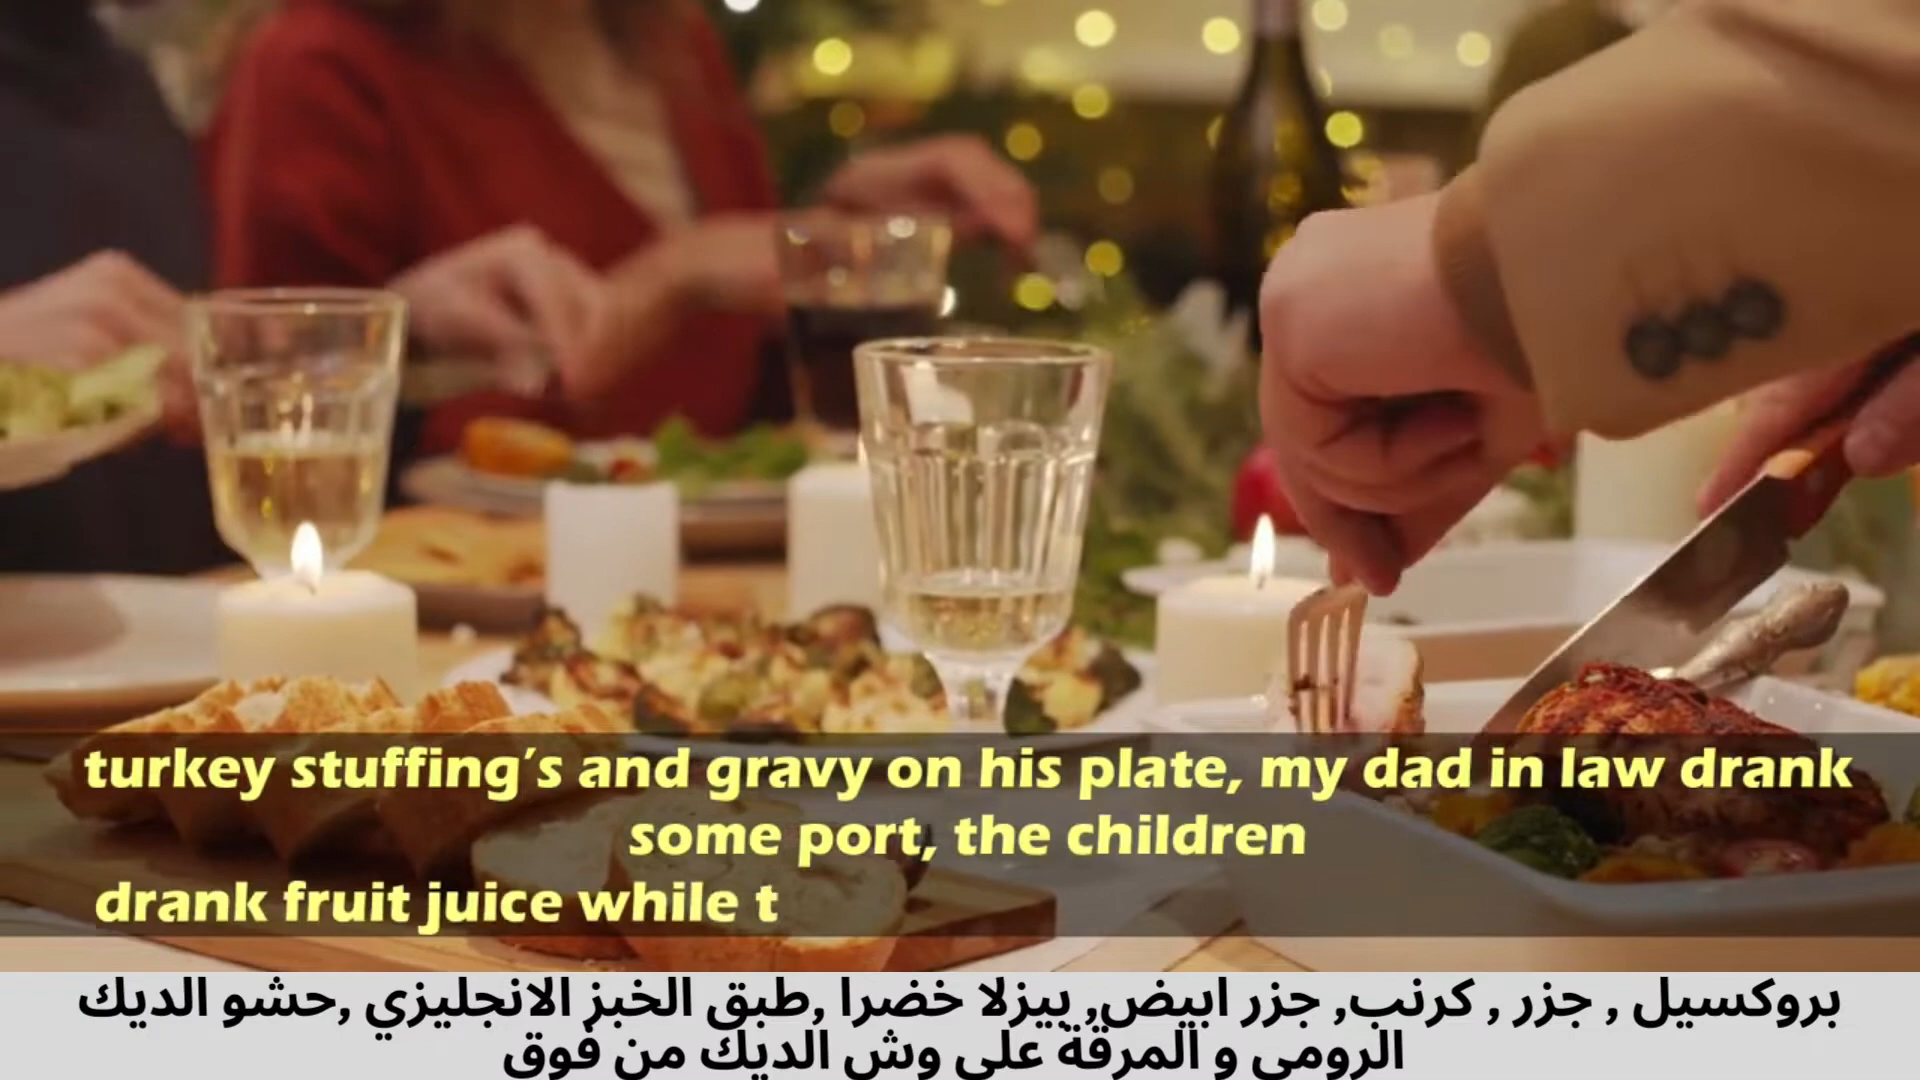 turkey stuffing’s and gravy on his plate, my dad in law drank
some port, the children
drank fruit juice while t
بروكسيل , جزر , كرنب, جزر ابيض, بيزلا خضرا ,طبق الخبز الانجليزي ,حشو الديك
الرومي و المرقة على وش الديك من فوق